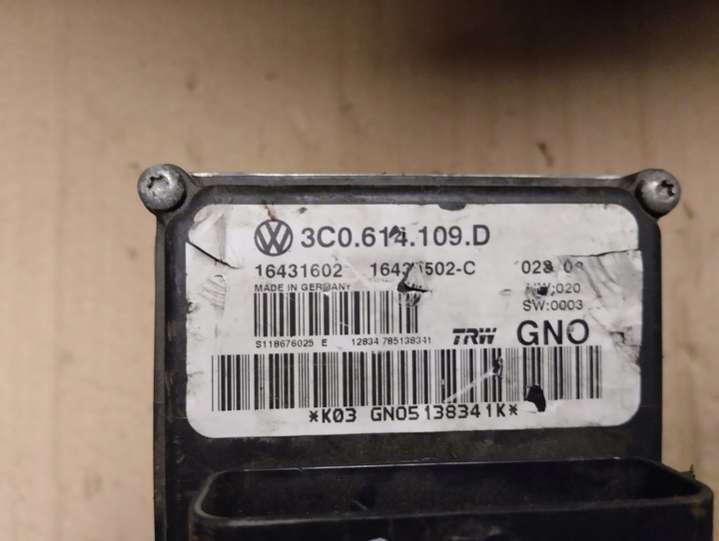 3C0.614.109.D
16431602
MADE IN GERMANY
SW:0003
S118676025 E 12834 785138341
TRW GNO
*K03 GNO5138341K*